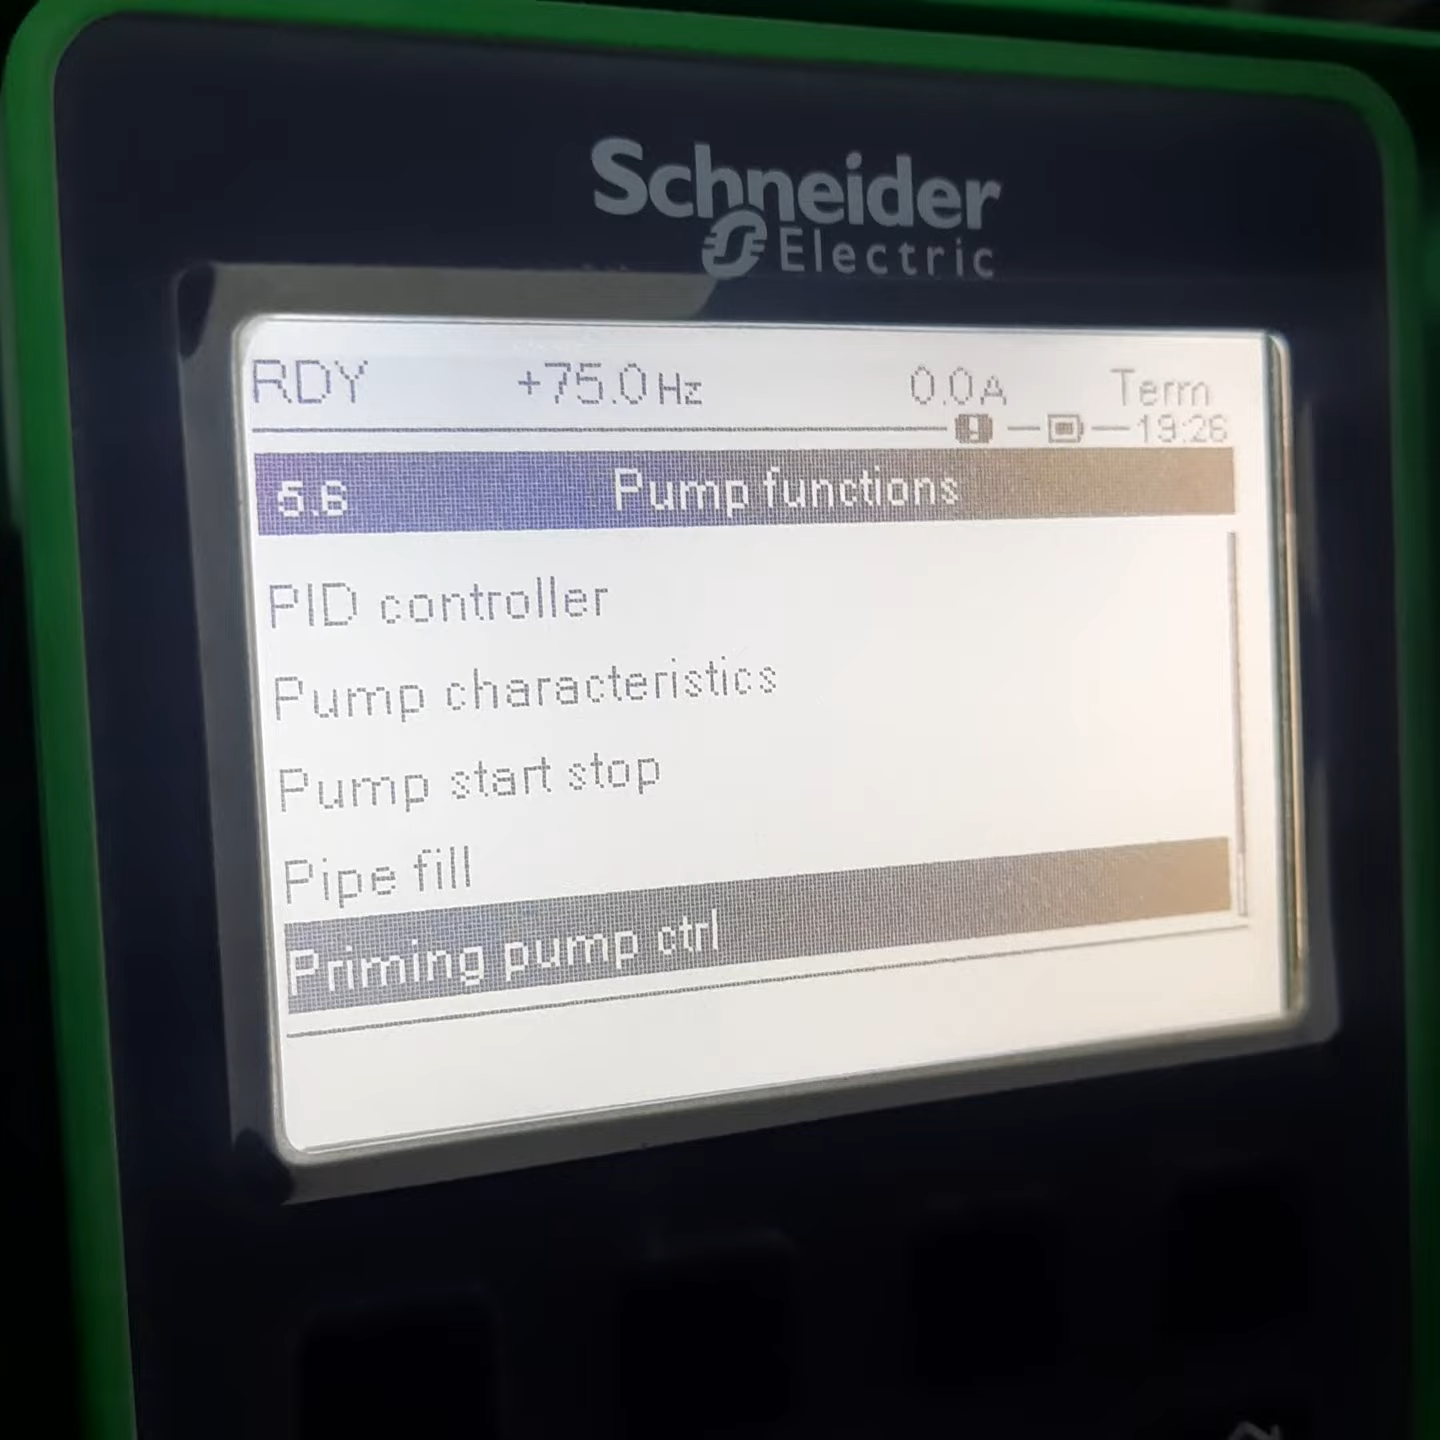 Schneider
Electric
RDY +75.0Hz 0.0A Term
19:26
5.6 Pump functions
PID controller
Pump characteristics
Pump start stop
Pipe fill
Priming pump ctrl